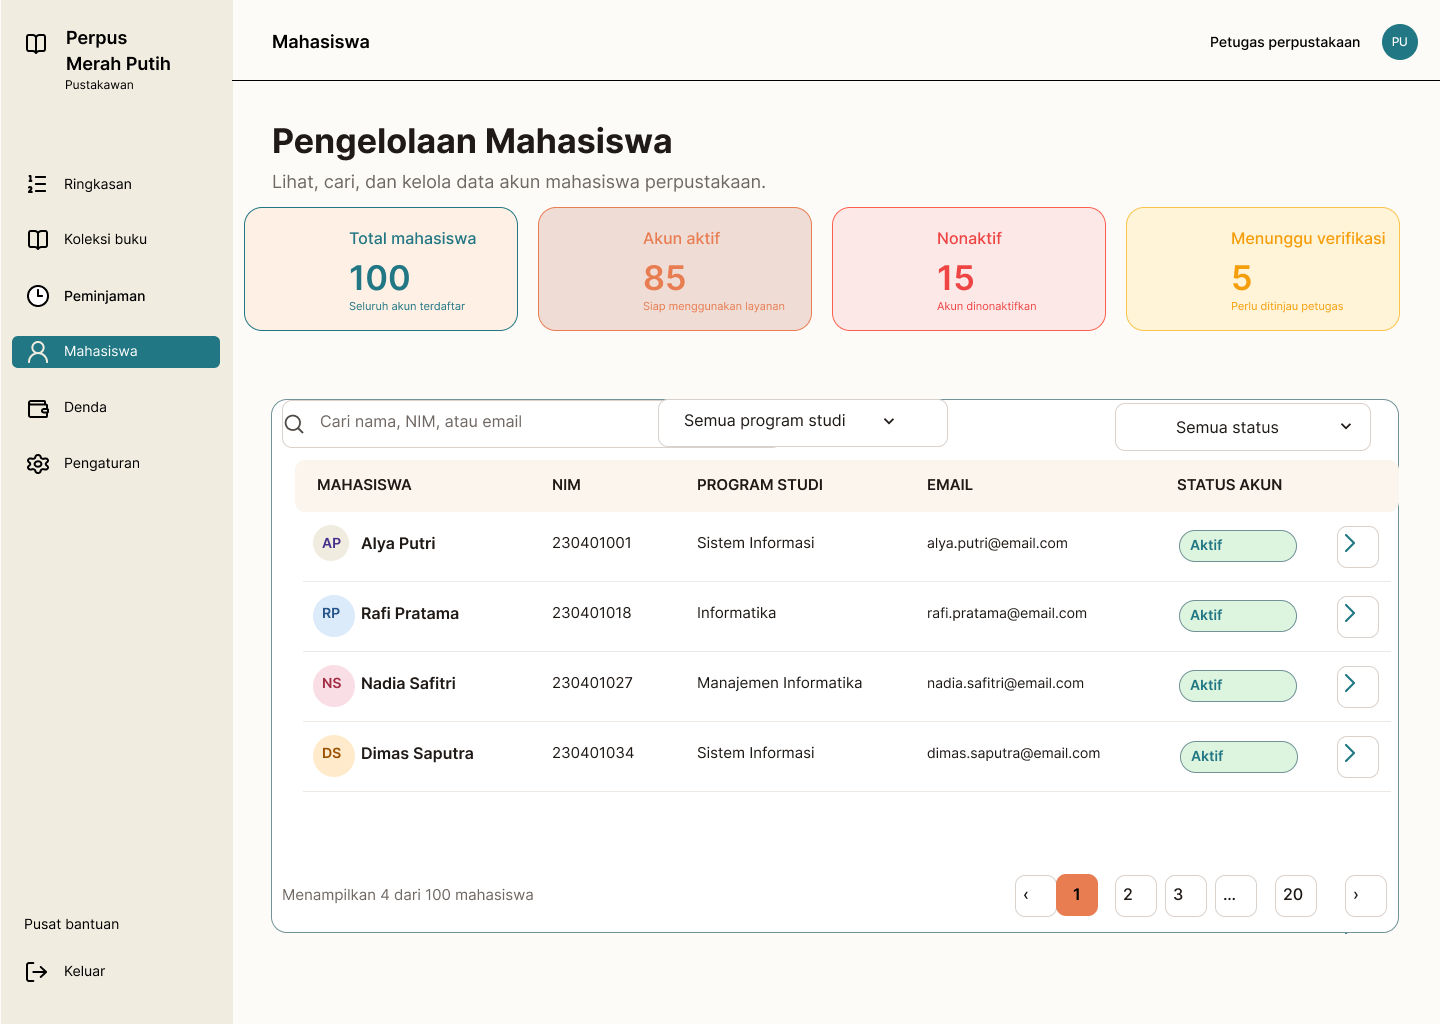 Perpus
Merah Putih
Pustakawan
Ringkasan
Koleksi buku
Peminjaman
Mahasiswa
Denda
Pengaturan
Pusat bantuan
Keluar
Mahasiswa
Petugas perpustakaan PU
Pengelolaan Mahasiswa
Lihat, cari, dan kelola data akun mahasiswa perpustakaan.
Total mahasiswa
100
Seluruh akun terdaftar
Akun aktif
85
Siap menggunakan layanan
Nonaktif
15
Akun dinonaktifkan
Menunggu verifikasi
5
Perlu ditinjau petugas
Cari nama, NIM, atau email
Semua program studi
Semua status
MAHASISWA NIM PROGRAM STUDI EMAIL STATUS AKUN
AP Alya Putri 230401001 Sistem Informasi alya.putri@email.com Aktif
RP Rafi Pratama 230401018 Informatika rafi.pratama@email.com Aktif
NS Nadia Safitri 230401027 Manajemen Informatika nadia.safitri@email.com Aktif
DS Dimas Saputra 230401034 Sistem Informasi dimas.saputra@email.com Aktif
Menampilkan 4 dari 100 mahasiswa
‹ 1 2 3 ... 20 ›